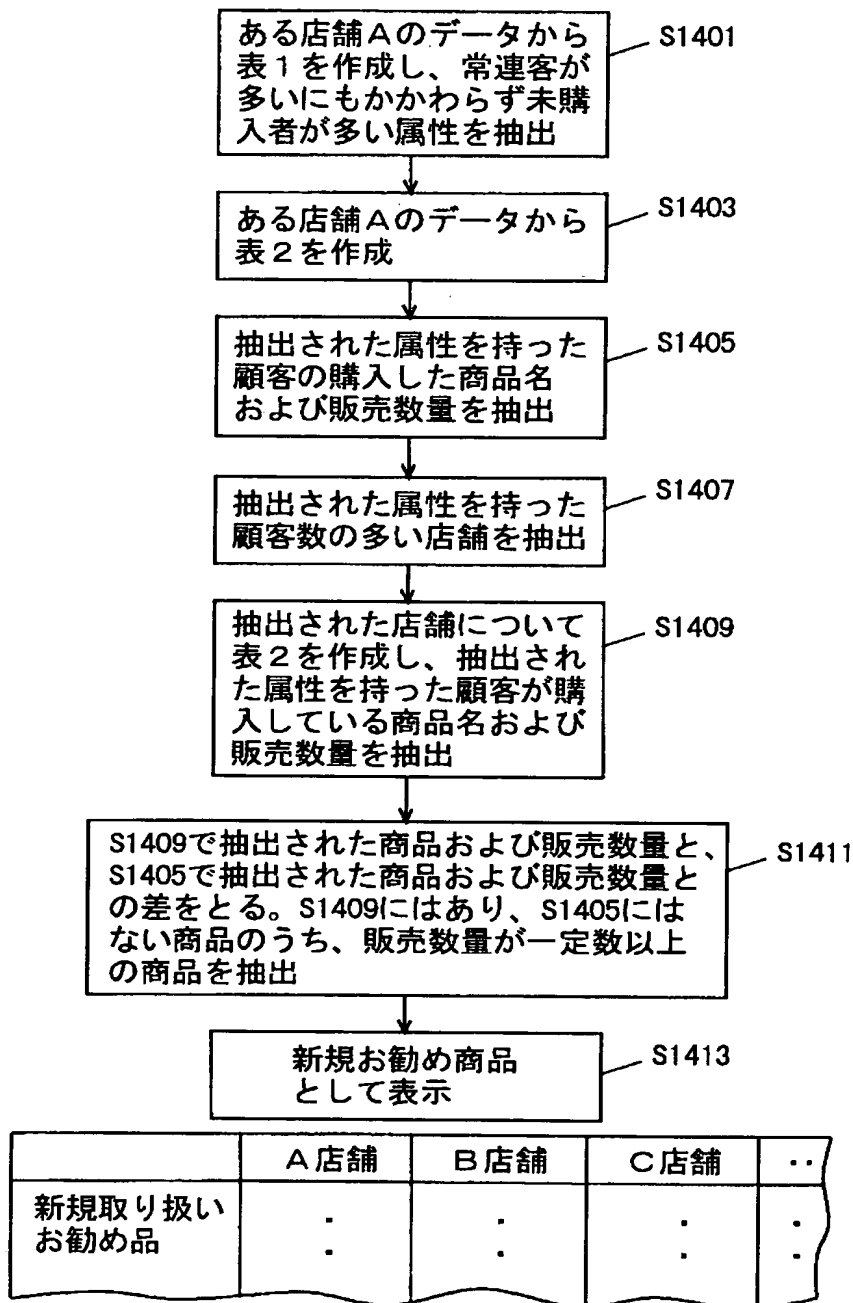 ある店舗Aのデータから
表1を作成し、常連客が
多いにもかかわらず未購
入者が多い属性を抽出
S1401
ある店舗Aのデータから
表2を作成
S1403
抽出された属性を持った
顧客の購入した商品名
および販売数量を抽出
S1405
抽出された属性を持った
顧客数の多い店舗を抽出
S1407
抽出された店舗について
表2を作成し、抽出され
た属性を持った顧客が購
入している商品名および
販売数量を抽出
S1409
S1409で抽出された商品および販売数量と、
S1405で抽出された商品および販売数量と
の差をとる。S1409にはあり、S1405には
ない商品のうち、販売数量が一定数以上
の商品を抽出
S1411
新規お勧め商品
として表示
S1413
A店舗 B店舗 C店舗 ‥
新規取り扱い
お勧め品